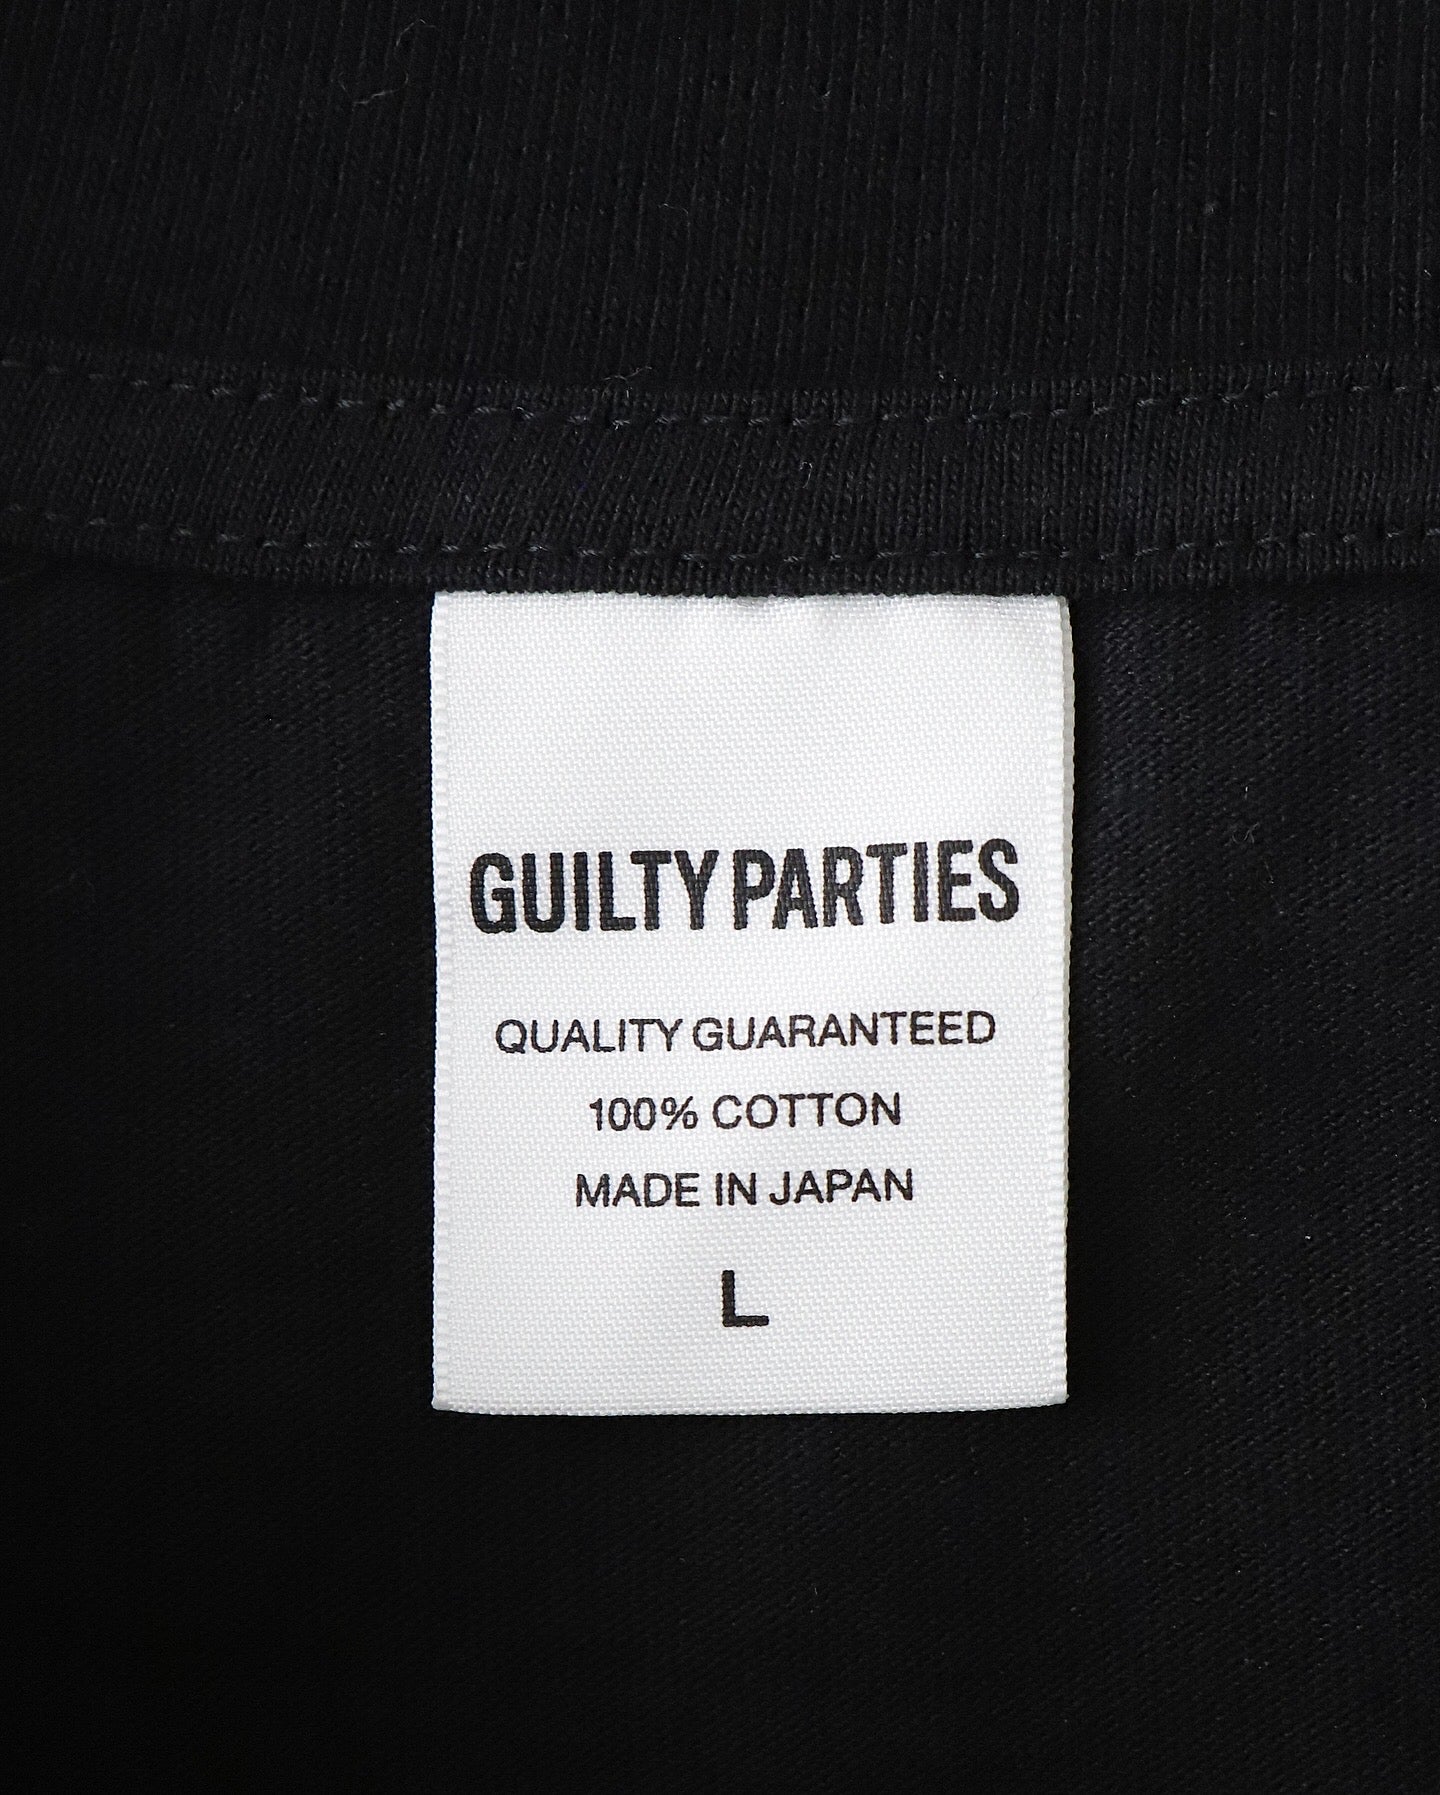 GUILTY PARTIES
QUALITY GUARANTEED
100% COTTON
MADE IN JAPAN
L